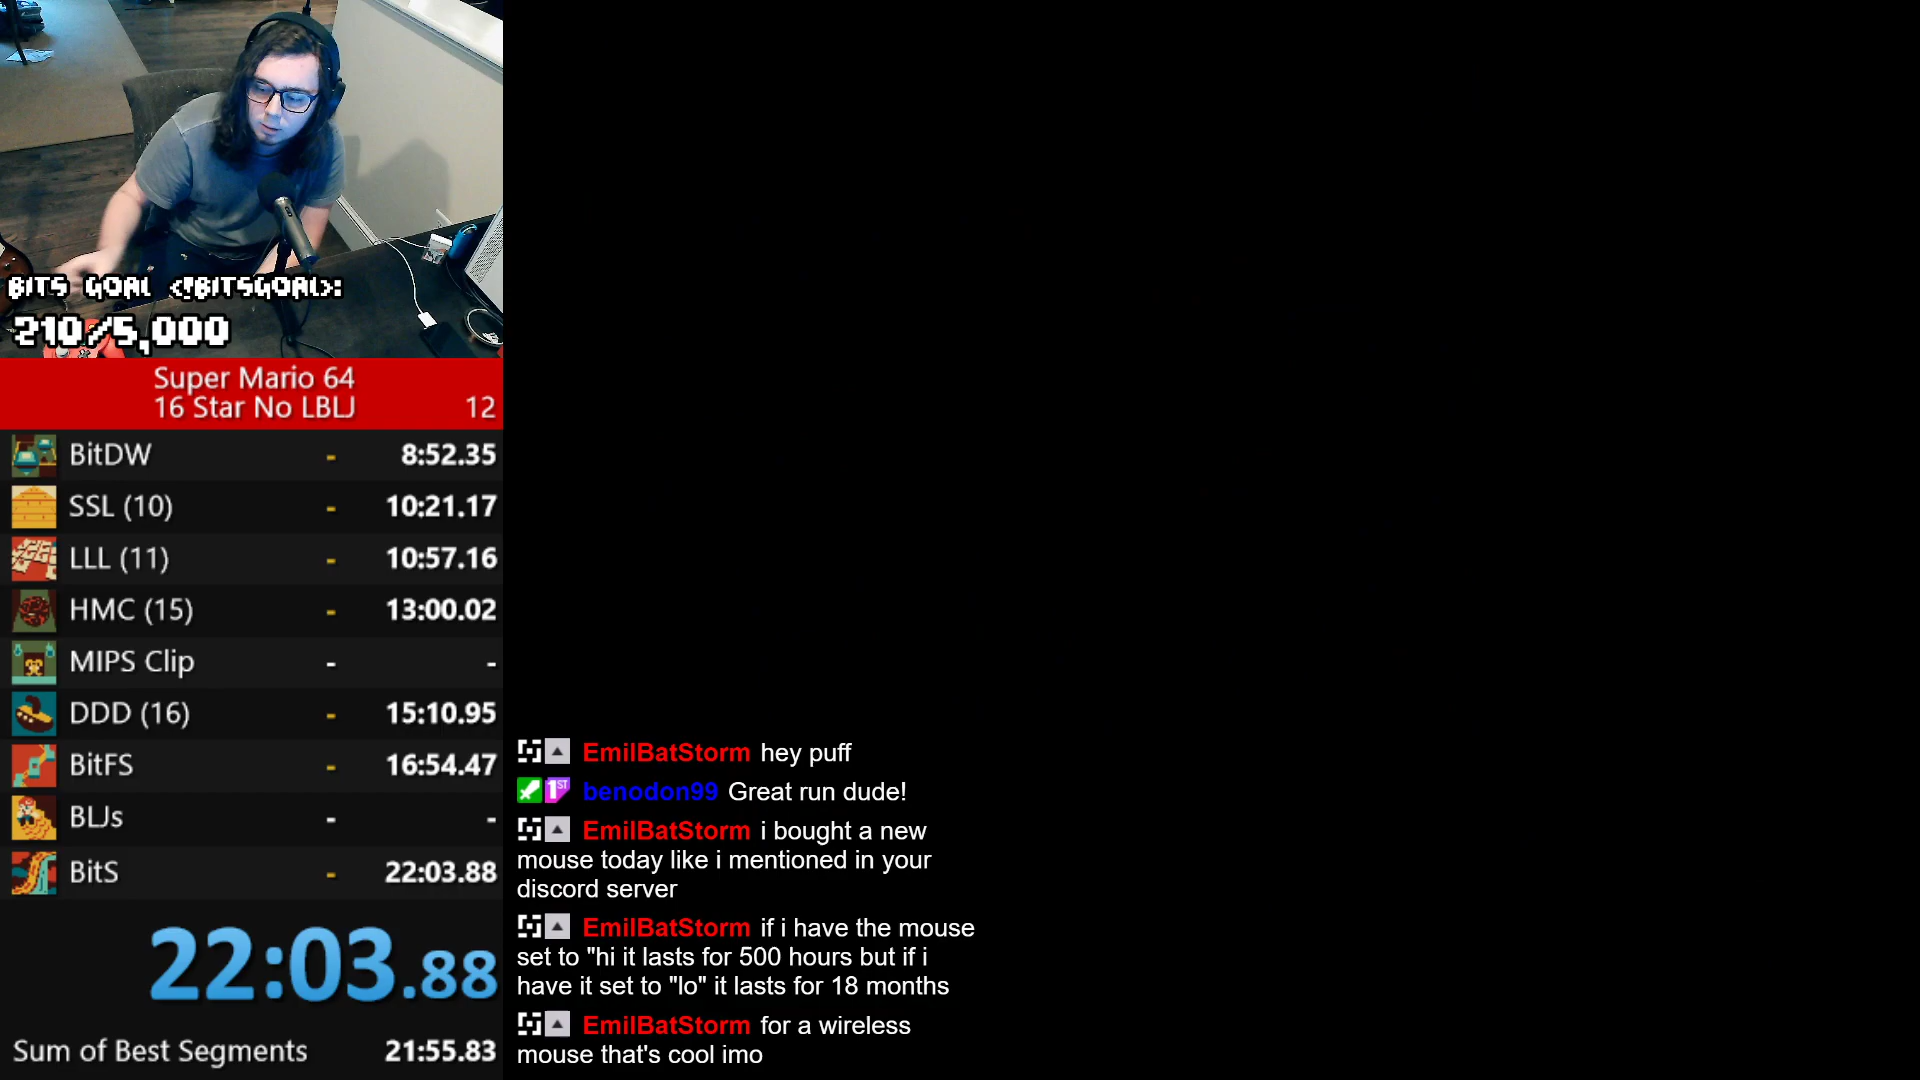 BITS GOAL <!BITSGOAL>:
210/5,000
Super Mario 64
16 Star No LBLJ 12
BitDW - 8:52.35
SSL (10) - 10:21.17
LLL (11) - 10:57.16
HMC (15) - 13:00.02
MIPS Clip - -
DDD (16) - 15:10.95
BitFS - 16:54.47
BLJs - -
BitS - 22:03.88
22:03.88
Sum of Best Segments 21:55.83
EmilBatStorm hey puff
1ST benodon99 Great run dude!
EmilBatStorm i bought a new
mouse today like i mentioned in your
discord server
EmilBatStorm if i have the mouse
set to "hi it lasts for 500 hours but if i
have it set to "lo" it lasts for 18 months
EmilBatStorm for a wireless
mouse that's cool imo